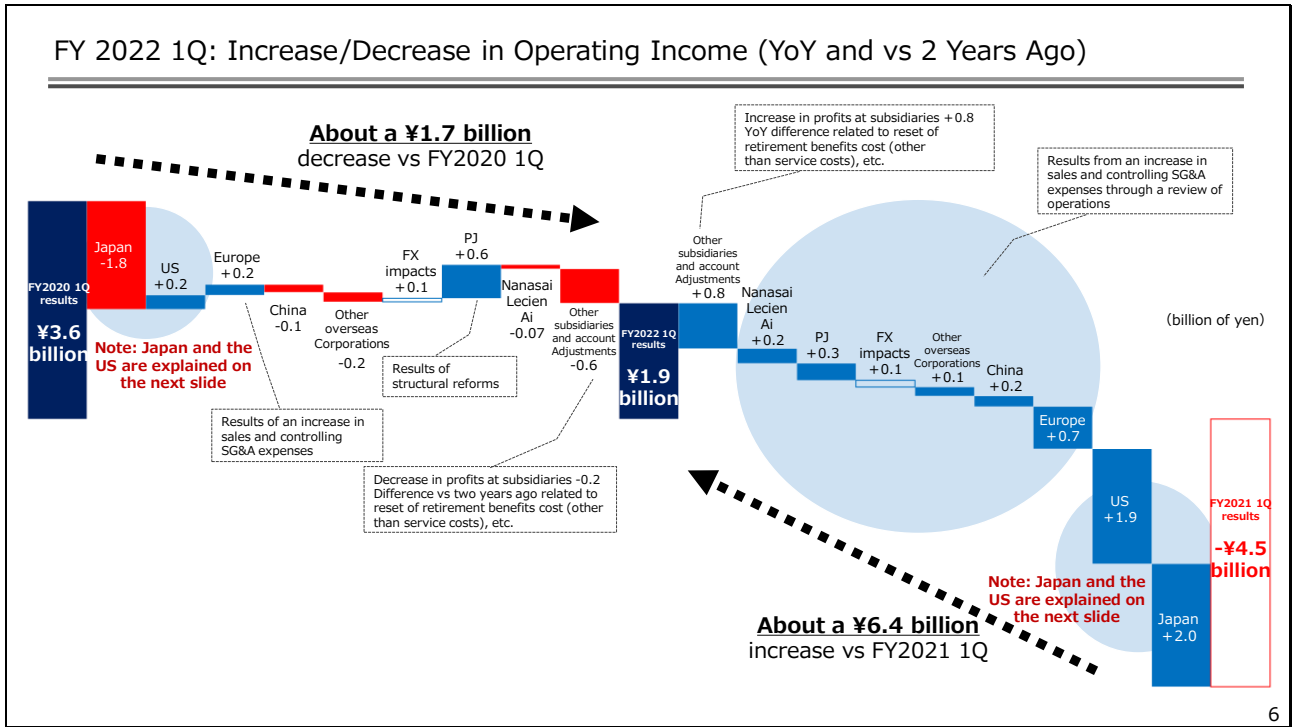 FY 2022 1Q: Increase/Decrease in Operating Income (YoY and vs 2 Years Ago)
About a ¥1.7 billion
decrease vs FY2020 1Q
Increase in profits at subsidiaries +0.8
YoY difference related to reset of
retirement benefits cost (other
than service costs), etc.
Results from an increase in
sales and controlling SG&A
expenses through a review of
operations
FY2020 1Q
results
¥3.6
billion
Japan
-1.8
US
+0.2
Europe
+0.2
China
-0.1
Other
overseas
Corporations
-0.2
FX
impacts
+0.1
PJ
+0.6
Nanasai
Lecien
Ai
-0.07
Other
subsidiaries
and account
Adjustments
-0.6
FY2022 1Q
results
¥1.9
billion
Other
subsidiaries
and account
Adjustments
+0.8
Nanasai
Lecien
Ai
+0.2
PJ
+0.3
FX
impacts
+0.1
Other
overseas
Corporations
+0.1
China
+0.2
Europe
+0.7
US
+1.9
Japan
+2.0
FY2021 1Q
results
-¥4.5
billion
(billion of yen)
Note: Japan and the
US are explained on
the next slide
Results of
structural reforms
Results of an increase in
sales and controlling
SG&A expenses
Decrease in profits at subsidiaries -0.2
Difference vs two years ago related to
reset of retirement benefits cost (other
than service costs), etc.
Note: Japan and the
US are explained on
the next slide
About a ¥6.4 billion
increase vs FY2021 1Q
6